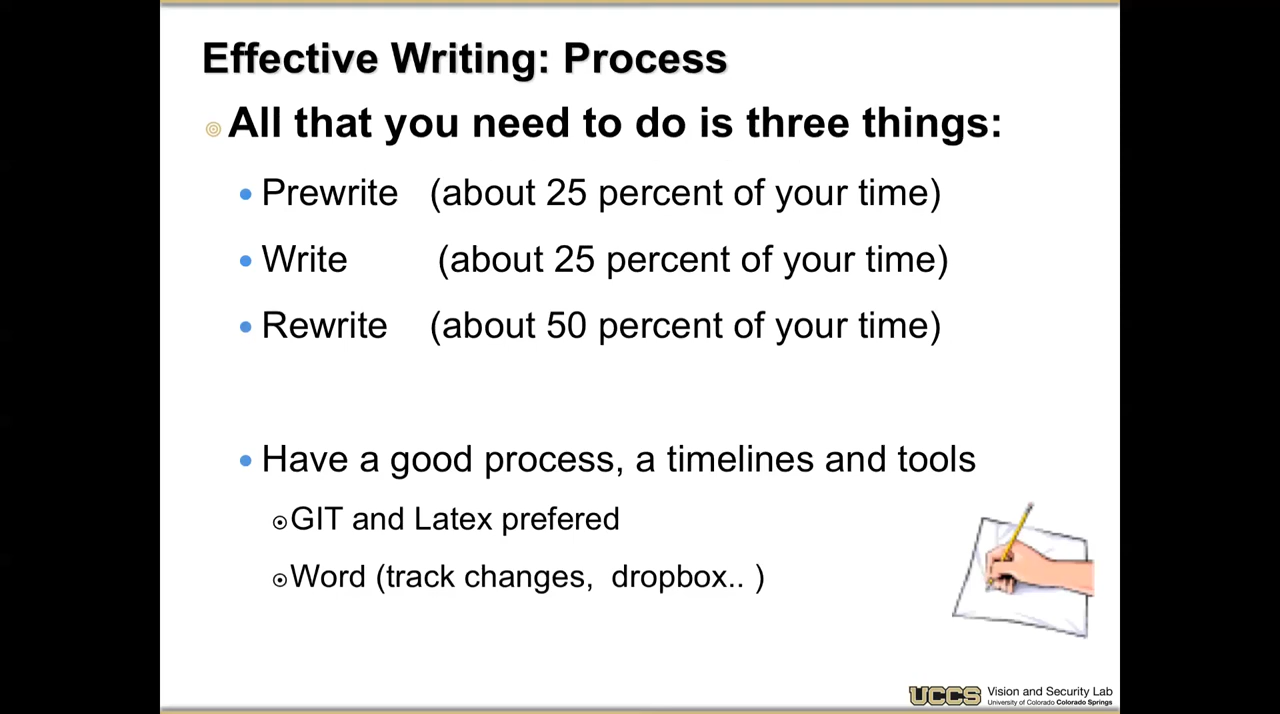 Effective Writing: Process
All that you need to do is three things:
Prewrite (about 25 percent of your time)
Write (about 25 percent of your time)
Rewrite (about 50 percent of your time)
Have a good process, a timelines and tools
GIT and Latex prefered
Word (track changes, dropbox.. )
UCCS Vision and Security Lab
University of Colorado Colorado Springs